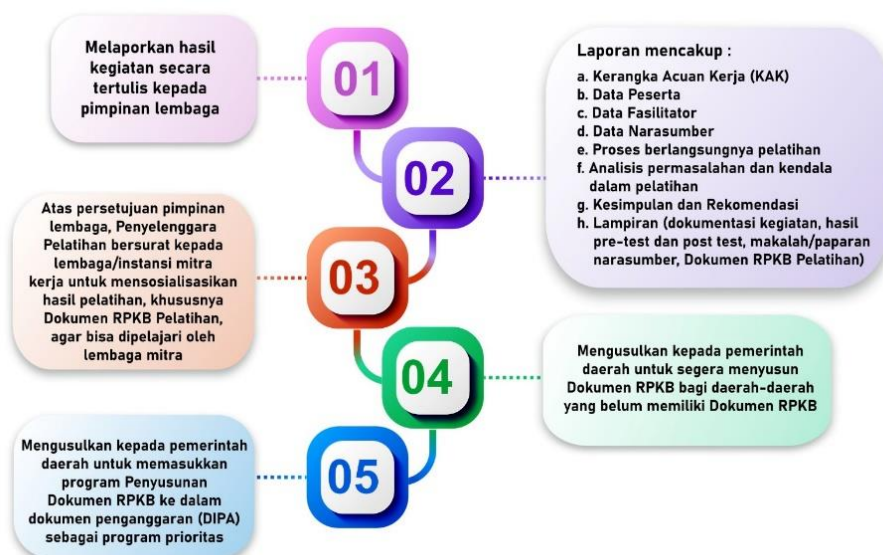 01
Melaporkan hasil
kegiatan secara
tertulis kepada
pimpinan lembaga
02
Laporan mencakup :
a. Kerangka Acuan Kerja (KAK)
b. Data Peserta
c. Data Fasilitator
d. Data Narasumber
e. Proses berlangsungnya pelatihan
f. Analisis permasalahan dan kendala
dalam pelatihan
g. Kesimpulan dan Rekomendasi
h. Lampiran (dokumentasi kegiatan, hasil
pre-test dan post test, makalah/paparan
narasumber, Dokumen RPKB Pelatihan)
03
Atas persetujuan pimpinan
lembaga, Penyelenggara
Pelatihan bersurat kepada
lembaga/instansi mitra
kerja untuk mensosialisasikan
hasil pelatihan, khususnya
Dokumen RPKB Pelatihan,
agar bisa dipelajari oleh
lembaga mitra
04
Mengusulkan kepada pemerintah
daerah untuk segera menyusun
Dokumen RPKB bagi daerah-daerah
yang belum memiliki Dokumen RPKB
05
Mengusulkan kepada pemerintah
daerah untuk memasukkan
program Penyusunan
Dokumen RPKB ke dalam
dokumen penganggaran (DIPA)
sebagai program prioritas